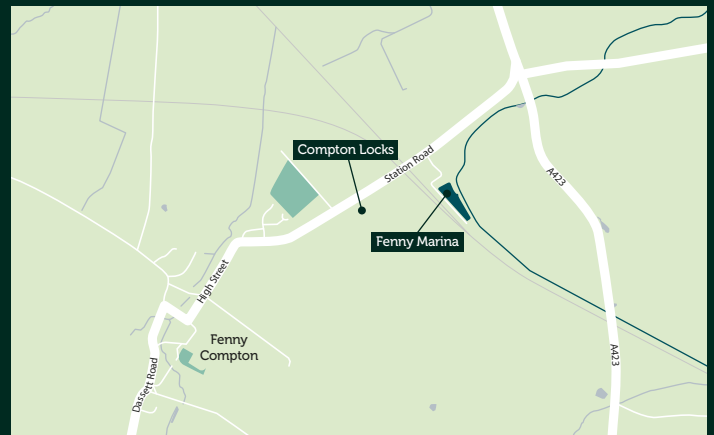 Compton Locks
Station Road
A423
Fenny Marina
High Street
Fenny
Compton
A423
Dassett Road